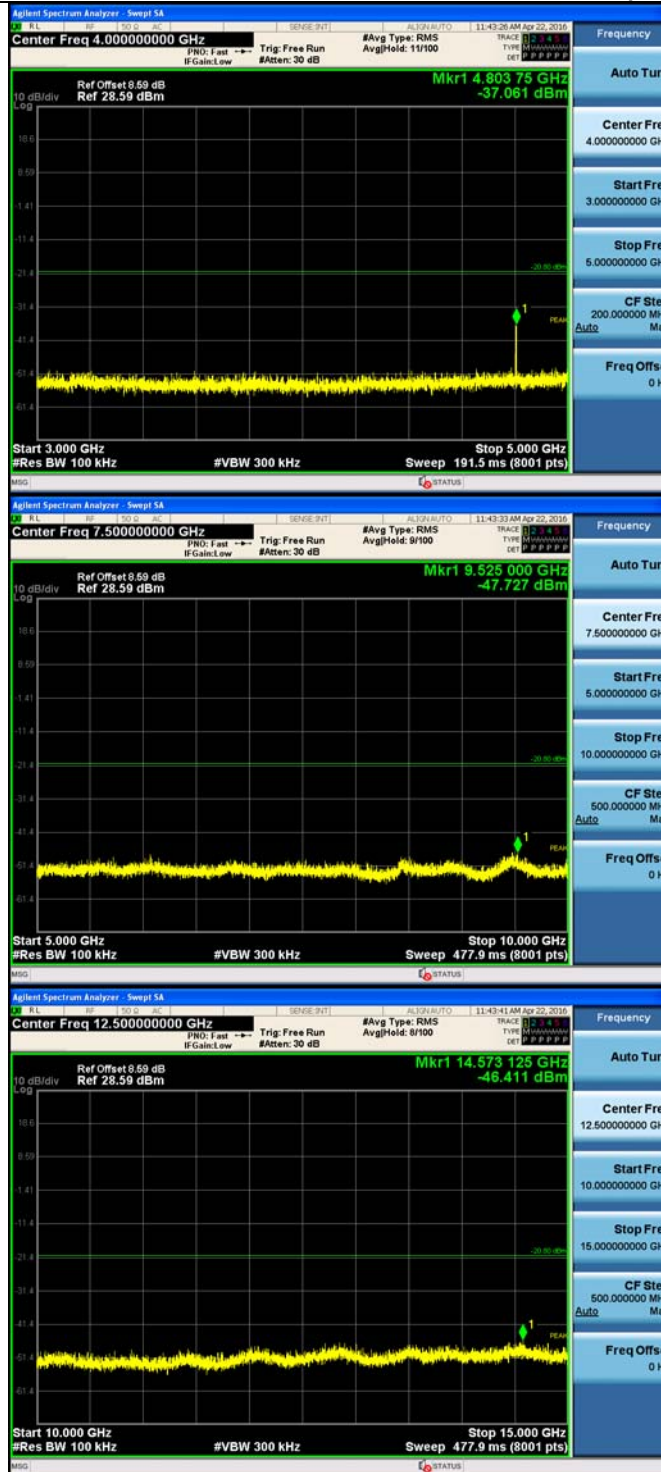 Agilent Spectrum Analyzer - Swept SA
RL RF 50 Ω AC SENSE:INT ALIGN AUTO 11:43:26 AM Apr 22, 2016
Center Freq 4.000000000 GHz
PNO: Fast
IFGain:Low
Trig: Free Run
#Atten: 30 dB
#Avg Type: RMS
Avg|Hold: 11/100
TRACE 1 2 3 4 5
TYPE M
DET P P P P P P
Frequency
Ref Offset 8.59 dB
10 dB/div Ref 28.59 dBm
Log
Mkr1 4.803 75 GHz
-37.061 dBm
18.6
8.59
-1.41
-11.4
-21.4
-31.4
-41.4
-51.4
-61.4
-20.80 dBm
1
PEAK
Start 3.000 GHz
Stop 5.000 GHz
#Res BW 100 kHz #VBW 300 kHz Sweep 191.5 ms (8001 pts)
MSG STATUS
Auto Tun
Center Fre
4.000000000 GH
Start Fre
3.000000000 GH
Stop Fre
5.000000000 GH
CF Ste
200.000000 MH
Auto Ma
Freq Offs
0 H
Agilent Spectrum Analyzer - Swept SA
RL RF 50 Ω AC SENSE:INT ALIGN AUTO 11:43:33 AM Apr 22, 2016
Center Freq 7.500000000 GHz
PNO: Fast
IFGain:Low
Trig: Free Run
#Atten: 30 dB
#Avg Type: RMS
Avg|Hold: 9/100
TRACE 1 2 3 4 5
TYPE M
DET P P P P P P
Frequency
Ref Offset 8.59 dB
10 dB/div Ref 28.59 dBm
Log
Mkr1 9.525 000 GHz
-47.727 dBm
18.6
8.59
-1.41
-11.4
-21.4
-31.4
-41.4
-51.4
-61.4
-20.80 dBm
1
PEAK
Start 5.000 GHz
Stop 10.000 GHz
#Res BW 100 kHz #VBW 300 kHz Sweep 477.9 ms (8001 pts)
MSG STATUS
Auto Tun
Center Fre
7.500000000 GH
Start Fre
5.000000000 GH
Stop Fre
10.000000000 GH
CF Ste
500.000000 MH
Auto Ma
Freq Offs
0 H
Agilent Spectrum Analyzer - Swept SA
RL RF 50 Ω AC SENSE:INT ALIGN AUTO 11:43:41 AM Apr 22, 2016
Center Freq 12.500000000 GHz
PNO: Fast
IFGain:Low
Trig: Free Run
#Atten: 30 dB
#Avg Type: RMS
Avg|Hold: 8/100
TRACE 1 2 3 4 5
TYPE M
DET P P P P P P
Frequency
Ref Offset 8.59 dB
10 dB/div Ref 28.59 dBm
Log
Mkr1 14.573 125 GHz
-46.411 dBm
18.6
8.59
-1.41
-11.4
-21.4
-31.4
-41.4
-51.4
-61.4
-20.80 dBm
1
PEAK
Start 10.000 GHz
Stop 15.000 GHz
#Res BW 100 kHz #VBW 300 kHz Sweep 477.9 ms (8001 pts)
MSG STATUS
Auto Tun
Center Fre
12.500000000 GH
Start Fre
10.000000000 GH
Stop Fre
15.000000000 GH
CF Ste
500.000000 MH
Auto Ma
Freq Offs
0 H